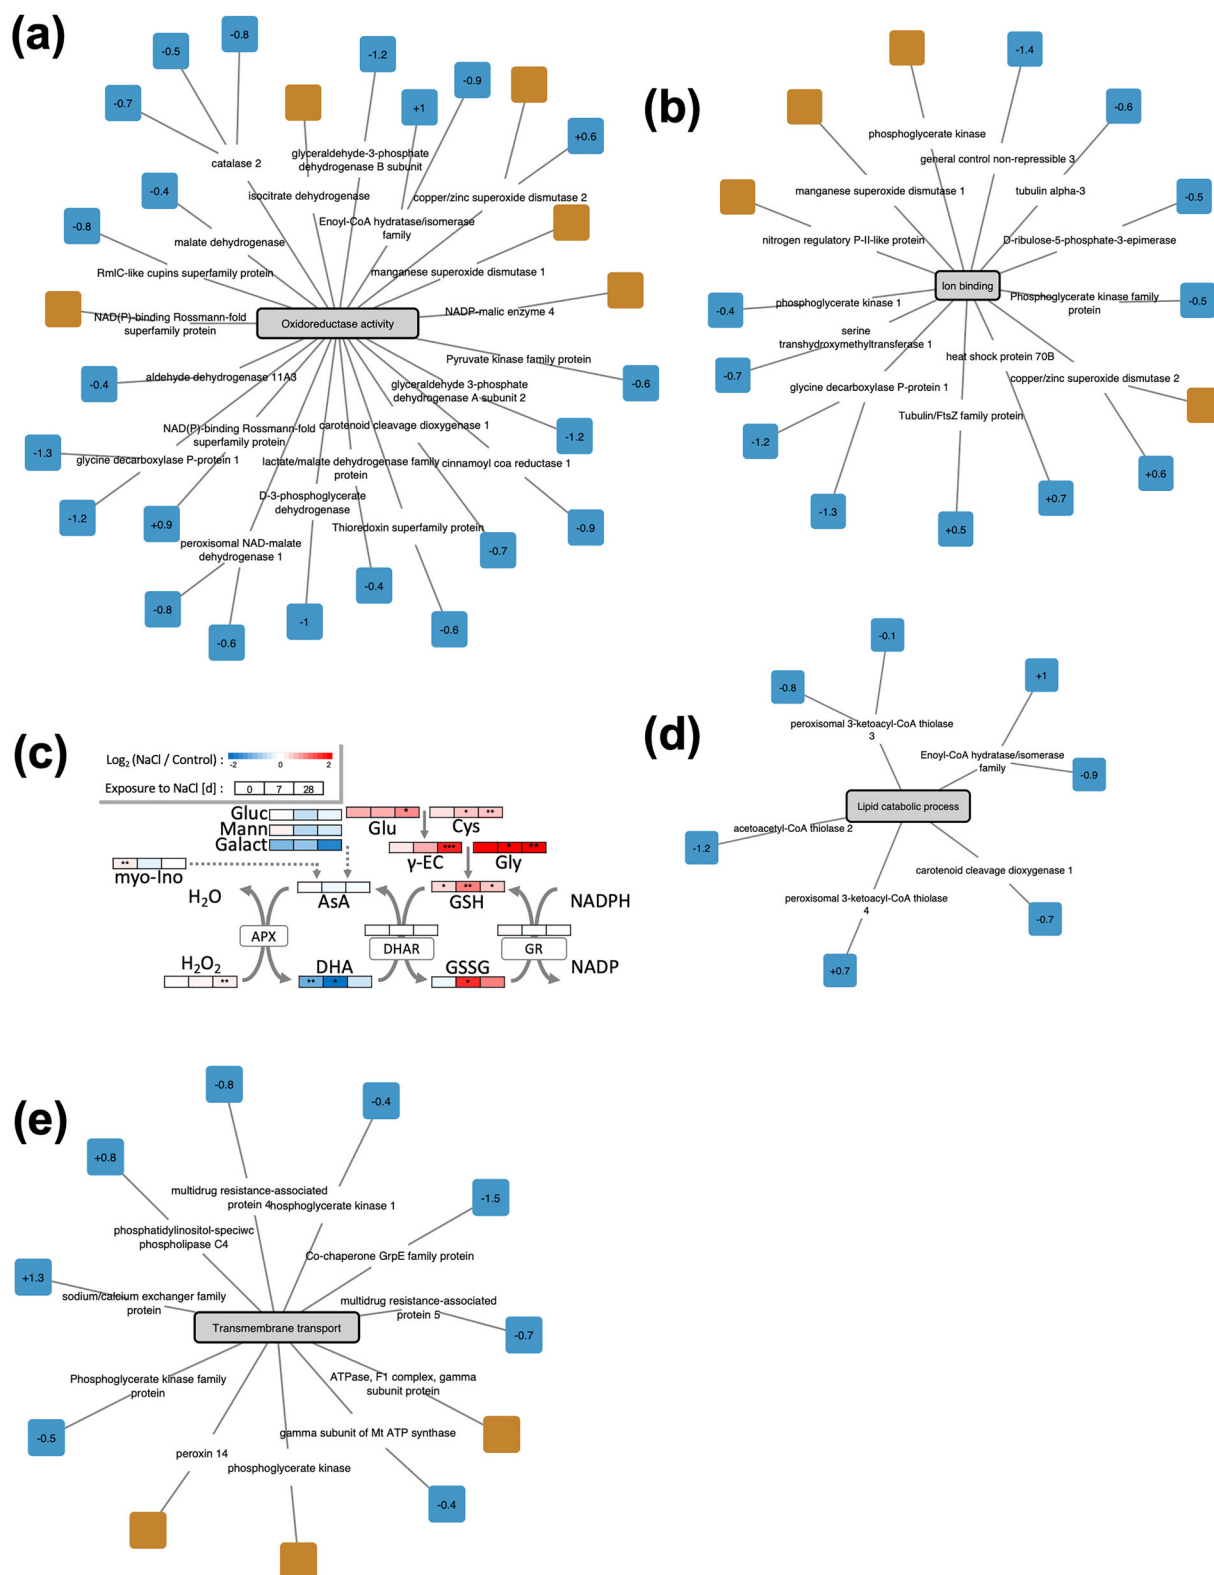 (a)
-0.8
-0.5
-1.2
-0.9
-0.7
+1
+0.6
catalase 2
glyceraldehyde-3-phosphate
dehydrogenase B subunit
isocitrate dehydrogenase
copper/zinc superoxide dismutase 2
-0.4
Enoyl-CoA hydratase/isomerase
family
-0.8
malate dehydrogenase
RmlC-like cupins superfamily protein
manganese superoxide dismutase 1
NADP-malic enzyme 4
NAD(P)-binding Rossmann-fold
superfamily protein
Oxidoreductase activity
Pyruvate kinase family protein
-0.4
aldehyde dehydrogenase 11A3
glyceraldehyde 3-phosphate
dehydrogenase A subunit 2
-0.6
NAD(P)-binding Rossmann-fold
superfamily protein
carotenoid cleavage dioxygenase 1
-1.2
-1.3
glycine decarboxylase P-protein 1
lactate/malate dehydrogenase family
protein
cinnamoyl coa reductase 1
D-3-phosphoglycerate
dehydrogenase
-1.2
+0.9
Thioredoxin superfamily protein
-0.9
peroxisomal NAD-malate
dehydrogenase 1
-0.7
-0.4
-0.8
-1
-0.6
-0.6
(b)
-1.4
-0.6
phosphoglycerate kinase
general control non-repressible 3
manganese superoxide dismutase 1
tubulin alpha-3
-0.5
nitrogen regulatory P-II-like protein
D-ribulose-5-phosphate-3-epimerase
Ion binding
-0.4
phosphoglycerate kinase 1
Phosphoglycerate kinase family
protein
-0.5
serine
transhydroxymethyltransferase 1
heat shock protein 70B
-0.7
glycine decarboxylase P-protein 1
copper/zinc superoxide dismutase 2
Tubulin/FtsZ family protein
-1.2
+0.6
-1.3
+0.7
+0.5
(c)
Log2 (NaCl / Control) :
-2 0 2
Exposure to NaCl [d] : 0 7 28
Gluc
Mann
Galact
*
Glu
* **
Cys
***
γ-EC
* **
Gly
**
myo-Ino
AsA
* ** *
GSH
H2O
NADPH
APX
DHAR
GR
H2O2
**
DHA
** *
GSSG
*
NADP
(d)
-0.1
-0.8
+1
peroxisomal 3-ketoacyl-CoA thiolase
3
Enoyl-CoA hydratase/isomerase
family
-0.9
Lipid catabolic process
acetoacetyl-CoA thiolase 2
-1.2
carotenoid cleavage dioxygenase 1
peroxisomal 3-ketoacyl-CoA thiolase
4
-0.7
+0.7
(e)
-0.8
-0.4
+0.8
multidrug resistance-associated
protein 4
hosphoglycerate kinase 1
-1.5
phosphatidylinositol-speciwc
phospholipase C4
Co-chaperone GrpE family protein
+1.3
sodium/calcium exchanger family
protein
multidrug resistance-associated
protein 5
Transmembrane transport
-0.7
Phosphoglycerate kinase family
protein
ATPase, F1 complex, gamma
subunit protein
-0.5
gamma subunit of Mt ATP synthase
peroxin 14
phosphoglycerate kinase
-0.4